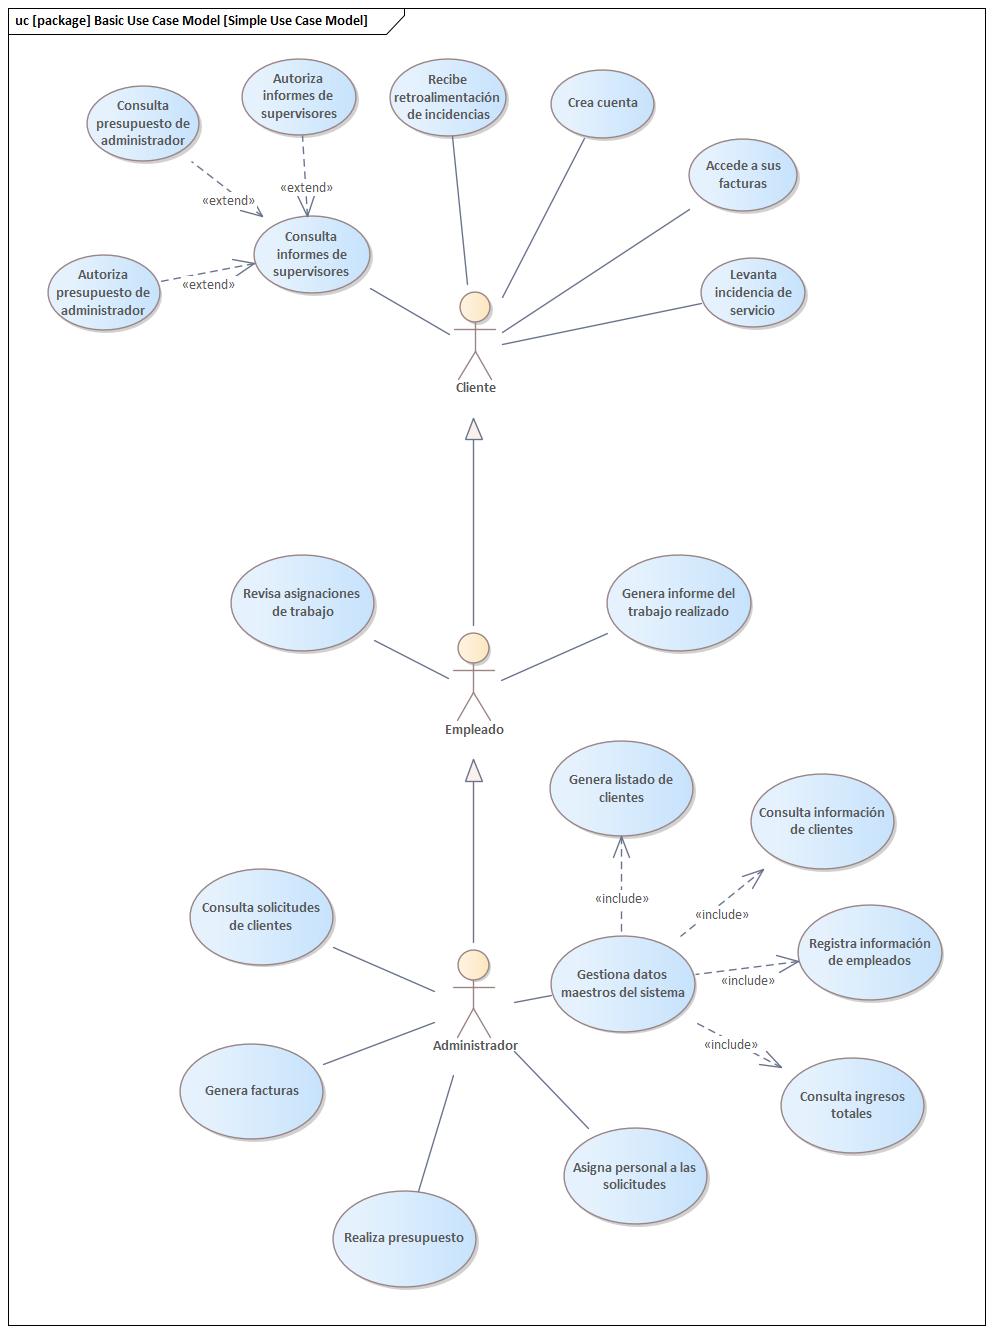 uc [package] Basic Use Case Model [Simple Use Case Model]
Consulta
presupuesto de
administrador
Autoriza
informes de
supervisores
Recibe
retroalimentación
de incidencias
Crea cuenta
Accede a sus
facturas
«extend»
«extend»
Consulta
informes de
supervisores
Autoriza
presupuesto de
administrador
«extend»
Levanta
incidencia de
servicio
Cliente
Revisa asignaciones
de trabajo
Genera informe del
trabajo realizado
Empleado
Genera listado de
clientes
Consulta información
de clientes
«include»
«include»
Consulta solicitudes
de clientes
Registra información
de empleados
Gestiona datos
maestros del sistema
«include»
Administrador
«include»
Genera facturas
Consulta ingresos
totales
Asigna personal a las
solicitudes
Realiza presupuesto